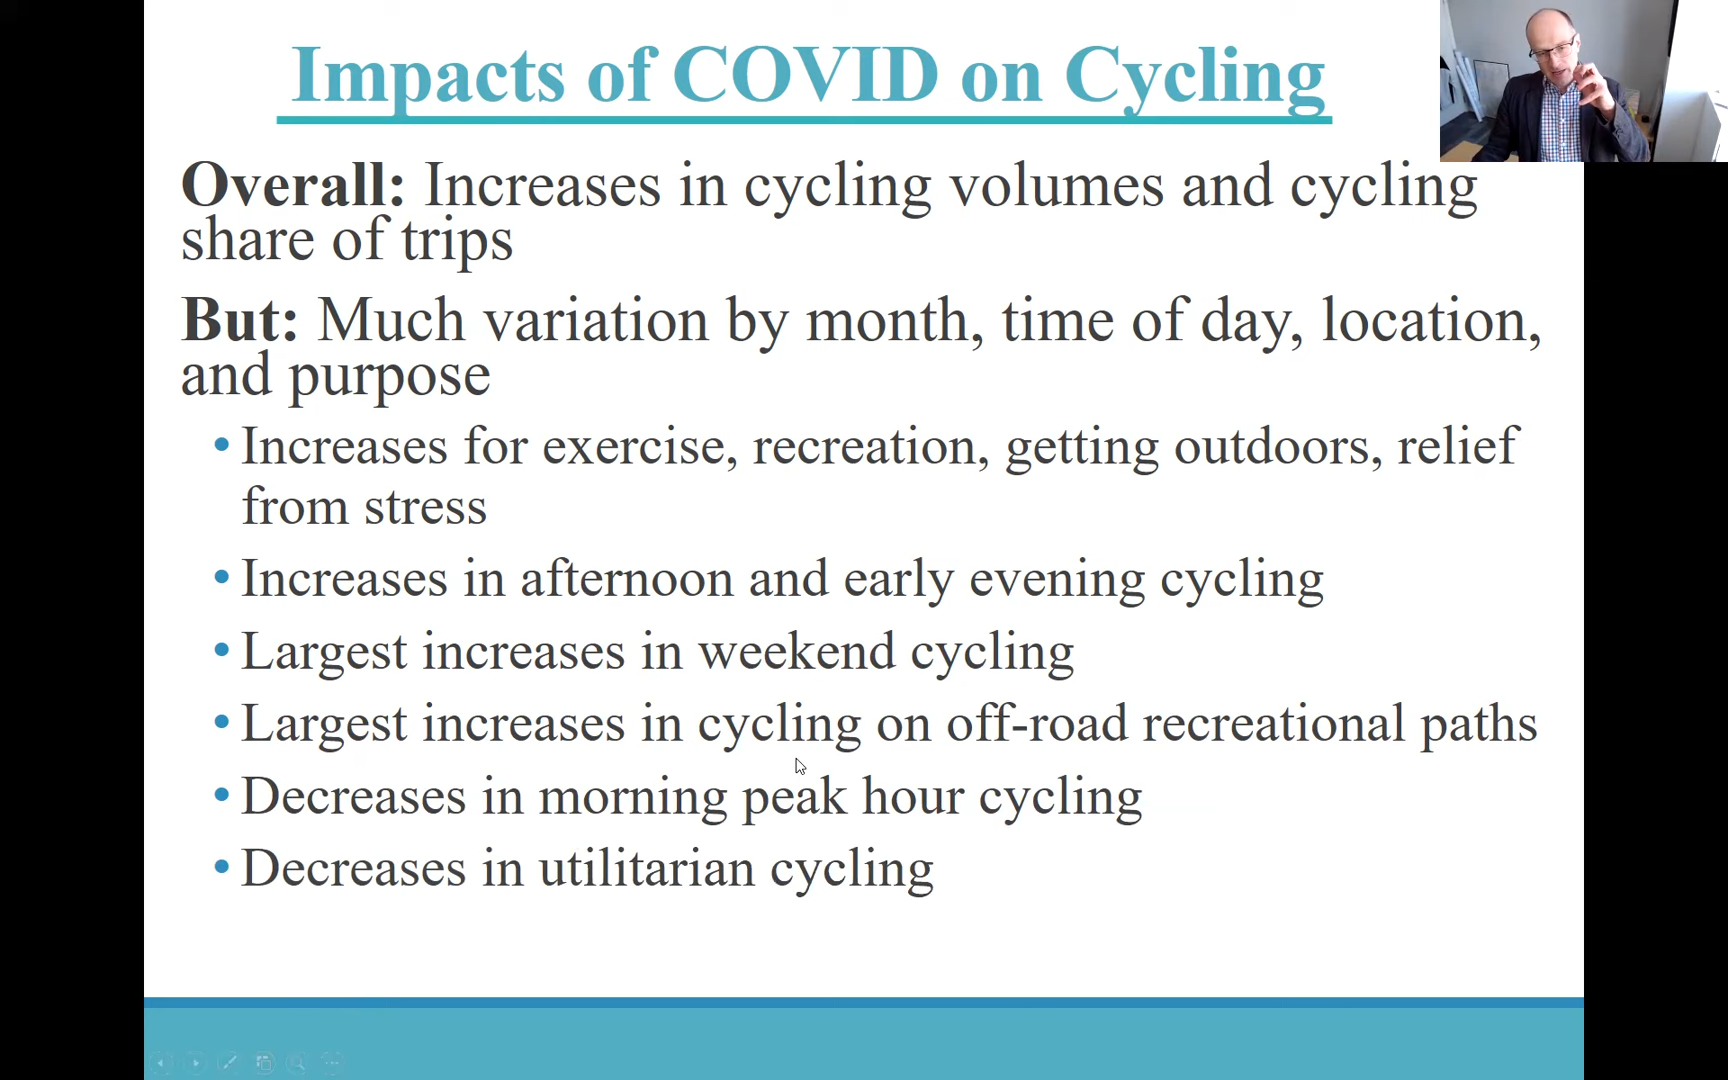 Impacts of COVID on Cycling
Overall: Increases in cycling volumes and cycling
share of trips
But: Much variation by month, time of day, location,
and purpose
• Increases for exercise, recreation, getting outdoors, relief
from stress
• Increases in afternoon and early evening cycling
• Largest increases in weekend cycling
• Largest increases in cycling on off-road recreational paths
• Decreases in morning peak hour cycling
• Decreases in utilitarian cycling